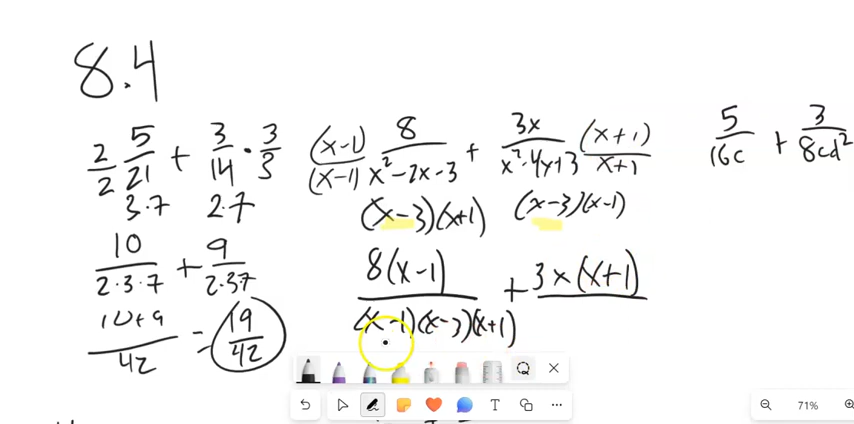 8.4
2/2 5/21 + 3/14 · 3/3
3·7 2·7
10/(2·3·7) + 9/(2·37)
(10+9)/42 = 19/42
(x-1)/(x-1) 8/(x²-2x-3) + 3x/(x²-4x+3) (x+1)/(x+1)
(x-3)(x+1) (x-3)(x-1)
8(x-1)/((x-1)(x-3)(x+1)) + 3x(x+1)
5/16c + 3/8cd²
T
71%